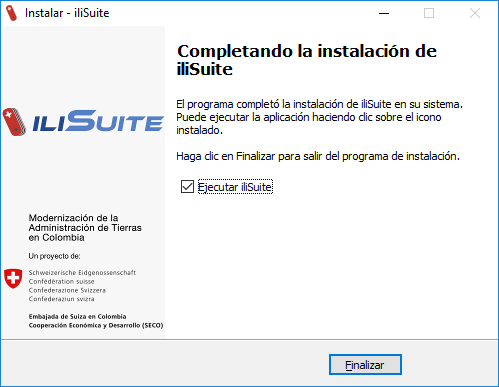 Instalar - iliSuite
Completando la instalación de
iliSuite
El programa completó la instalación de iliSuite en su sistema.
Puede ejecutar la aplicación haciendo clic sobre el icono
instalado.
Haga clic en Finalizar para salir del programa de instalación.
Ejecutar iliSuite
ILISUITE
Modernización de la
Administración de Tierras
en Colombia
Un proyecto de:
Schweizerische Eidgenossenschaft
Confédération suisse
Confederazione Svizzera
Confederaziun svizra
Embajada de Suiza en Colombia
Cooperación Económica y Desarrollo (SECO)
Finalizar